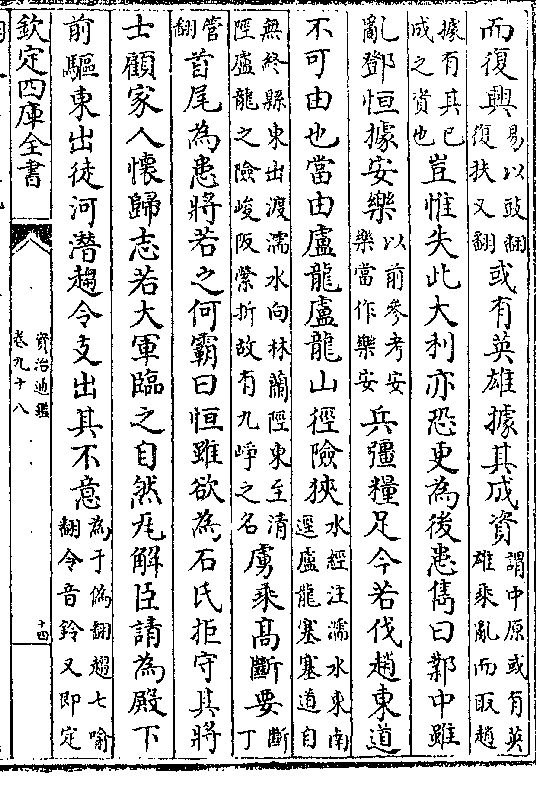 而復興易以豉翻復扶又翻或有英雄據其成資謂中原或有英雄乘亂而取趙
據有其已成之資也豈惟失此大利亦恐更為後患儁曰鄴中雖
亂鄧恒據安樂以前參考安樂當作樂安兵彊糧足今若伐趙東道
不可由也當由盧龍盧龍山徑險狹水經注濡水東南逕盧龍塞塞道自
無終縣東出渡濡水向林蘭陘東至清陘盧龍之險峻阪縈折故有九崢之名虜乘髙斷要斷丁
管翻首尾為患將若之何霸曰恒雖欲為石氏拒守其將
士顧家人懷歸志若大軍臨之自然瓦解臣請為殿下
前驅東出徒河潛趨令支出其不意為于偽翻趨七喻翻令音鈴又即定
欽定四庫全書
資治通鑑
卷九十八
十四